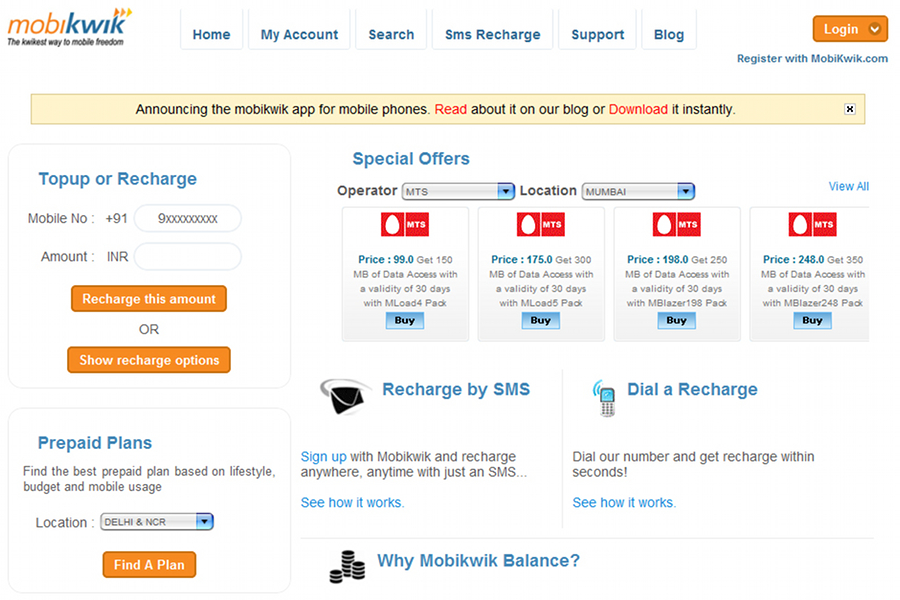 mobikwik
The kwikest way to mobile freedom
Home
My Account
Search
Sms Recharge
Support
Blog
Login
Register with MobiKwik.com
Announcing the mobikwik app for mobile phones. Read about it on our blog or Download it instantly.
Topup or Recharge
Mobile No : +91 9xxxxxxxxx
Amount : INR
Recharge this amount
OR
Show recharge options
Special Offers
Operator MTS Location MUMBAI
View All
MTS
Price : 99.0 Get 150
MB of Data Access with
a validity of 30 days
with MLoad4 Pack
Buy
MTS
Price : 175.0 Get 300
MB of Data Access with
a validity of 30 days
with MLoad5 Pack
Buy
MTS
Price : 198.0 Get 250
MB of Data Access with
a validity of 30 days
with MBlazer198 Pack
Buy
MTS
Price : 248.0 Get 350
MB of Data Access with
a validity of 30 days
with MBlazer248 Pack
Buy
Prepaid Plans
Find the best prepaid plan based on lifestyle,
budget and mobile usage
Location : DELHI & NCR
Find A Plan
Recharge by SMS
Sign up with Mobikwik and recharge
anywhere, anytime with just an SMS...
See how it works.
Dial a Recharge
Dial our number and get recharge within
seconds!
See how it works.
Why Mobikwik Balance?